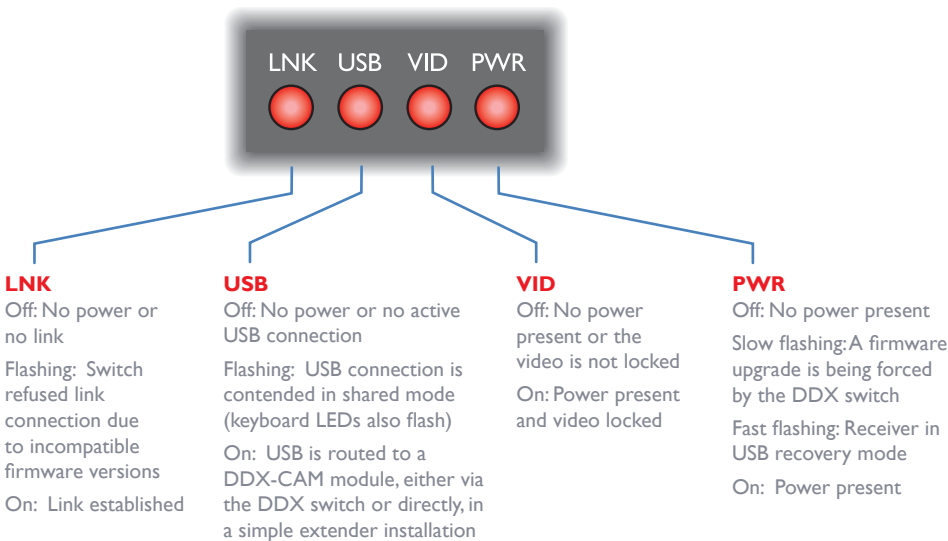 LNK USB VID PWR
LNK
Off: No power or
no link
Flashing: Switch
refused link
connection due
to incompatible
firmware versions
On: Link established
USB
Off: No power or no active
USB connection
Flashing: USB connection is
contended in shared mode
(keyboard LEDs also flash)
On: USB is routed to a
DDX-CAM module, either via
the DDX switch or directly, in
a simple extender installation
VID
Off: No power
present or the
video is not locked
On: Power present
and video locked
PWR
Off: No power present
Slow flashing: A firmware
upgrade is being forced
by the DDX switch
Fast flashing: Receiver in
USB recovery mode
On: Power present